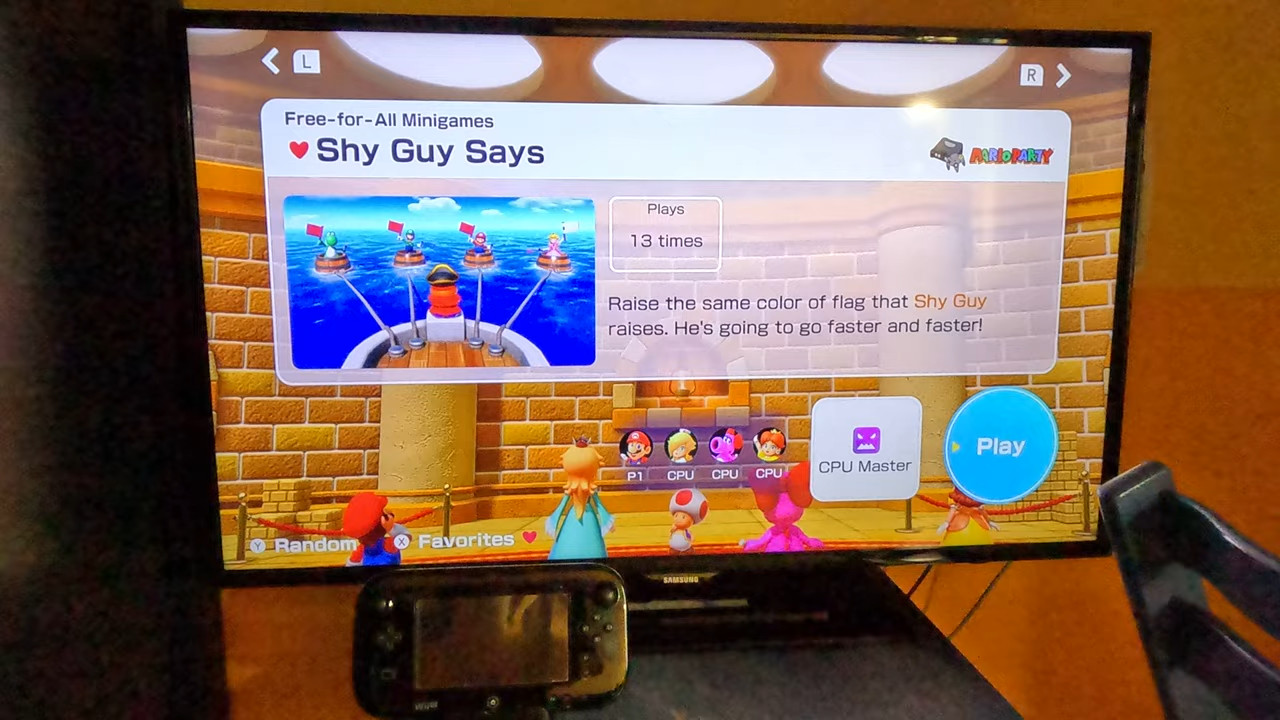 L
R
Free-for-All Minigames
Shy Guy Says
MARIO PARTY
Plays
13 times
Raise the same color of flag that Shy Guy
raises. He's going to go faster and faster!
P1 CPU CPU CPU
CPU Master
Play
Y Random X Favorites
SAMSUNG
WiiU